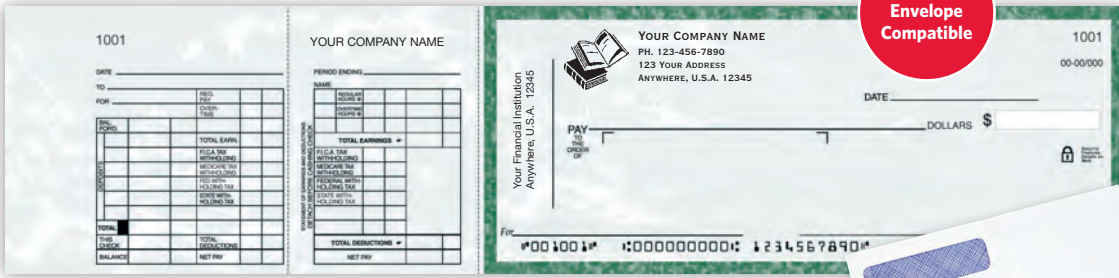 1001
DATE
TO
FOR
REG. PAY
OVER-TIME
BAL. FOR'D.
DEPOSITS
TOTAL EARN.
F.I.C.A. TAX WITHHOLDING
MEDICARE TAX WITHHOLDING
FED. WITH-HOLDING TAX
STATE WITH-HOLDING TAX
TOTAL
THIS CHECK
TOTAL DEDUCTIONS
BALANCE
NET PAY
YOUR COMPANY NAME
PERIOD ENDING
NAME
REGULAR HOURS @
OVERTIME HOURS @
TOTAL EARNINGS
STATEMENT OF EARNINGS AND DEDUCTIONS
DETACH BEFORE CASHING CHECK
F.I.C.A. TAX WITHHOLDING
MEDICARE TAX WITHHOLDING
FEDERAL WITH-HOLDING TAX
STATE WITH-HOLDING TAX
TOTAL DEDUCTIONS
NET PAY
Your Financial Institution
Anywhere, U.S.A. 12345
YOUR COMPANY NAME
PH. 123-456-7890
123 YOUR ADDRESS
ANYWHERE, U.S.A. 12345
Envelope
Compatible
1001
00-00/000
DATE
PAY
TO
THE
ORDER
OF
DOLLARS $
For
⑈001001⑈ ⑆000000000⑆ 1234567890⑈